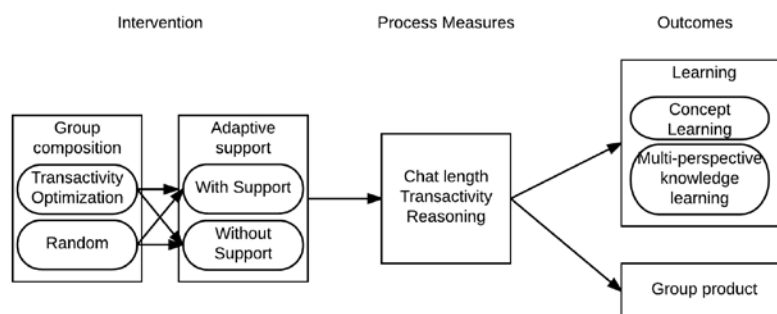 Intervention
Process Measures
Outcomes
Group
composition
Transactivity
Optimization
Random
Adaptive
support
With Support
Without
Support
Chat length
Transactivity
Reasoning
Learning
Concept
Learning
Multi-perspective
knowledge
learning
Group product